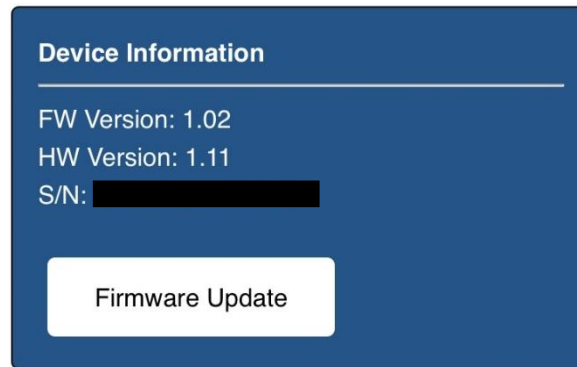 Device Information
FW Version: 1.02
HW Version: 1.11
S/N:
Firmware Update